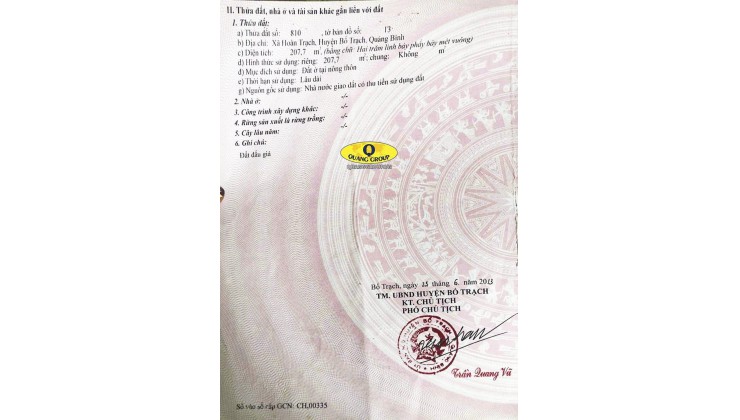 II. Thửa đất, nhà ở và tài sản khác gắn liền với đất
1. Thửa đất:
a) Thửa đất số: 810 , tờ bản đồ số: 13
b) Địa chỉ: Xã Hoàn Trạch, Huyện Bố Trạch, Quảng Bình
c) Diện tích: 207,7 m², (bằng chữ: Hai trăm linh bảy phẩy bảy mét vuông)
d) Hình thức sử dụng: riêng: 207,7 m²; chung: Không m²
đ) Mục đích sử dụng: Đất ở tại nông thôn
e) Thời hạn sử dụng: Lâu dài
g) Nguồn gốc sử dụng: Nhà nước giao đất có thu tiền sử dụng đất
2. Nhà ở: -/-
3. Công trình xây dựng khác: -/-
4. Rừng sản xuất là rừng trồng: -/-
5. Cây lâu năm: -/-
6. Ghi chú:
Đất đấu giá
QUANG GROUP
Bố Trạch, ngày 25 tháng 6 năm 2013
TM. UBND HUYỆN BỐ TRẠCH
KT. CHỦ TỊCH
PHÓ CHỦ TỊCH
Trần Quang Vũ
Số vào sổ cấp GCN: CH,00335